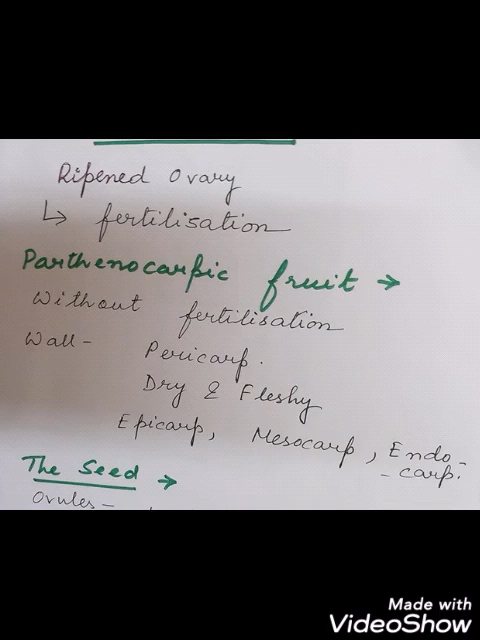 Ripened Ovary
↳ fertilisation
Parthenocarpic fruit →
Without fertilisation
Wall - Pericarp.
Dry & Fleshy
Epicarp, Mesocarp, Endo-
- carp.
The Seed →
Ovules -
Made with
VideoShow